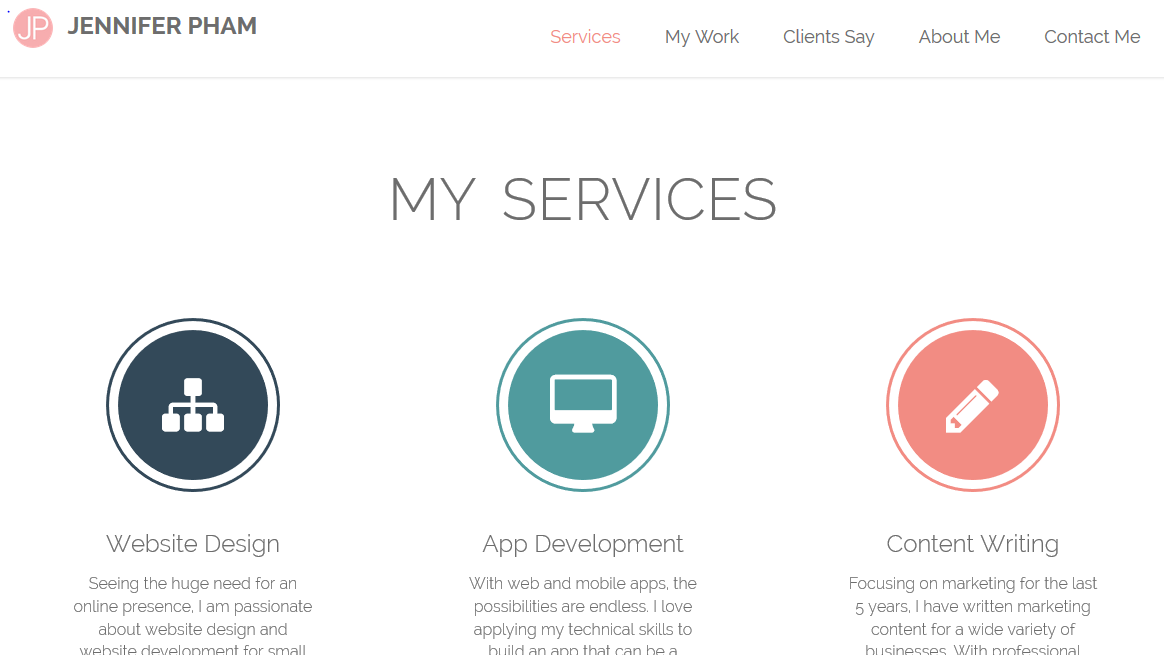 JP JENNIFER PHAM
Services My Work Clients Say About Me Contact Me
MY SERVICES
Website Design
Seeing the huge need for an
online presence, I am passionate
about website design and
website development for small
App Development
With web and mobile apps, the
possibilities are endless. I love
applying my technical skills to
build an app that can be a
Content Writing
Focusing on marketing for the last
5 years, I have written marketing
content for a wide variety of
businesses. With professional